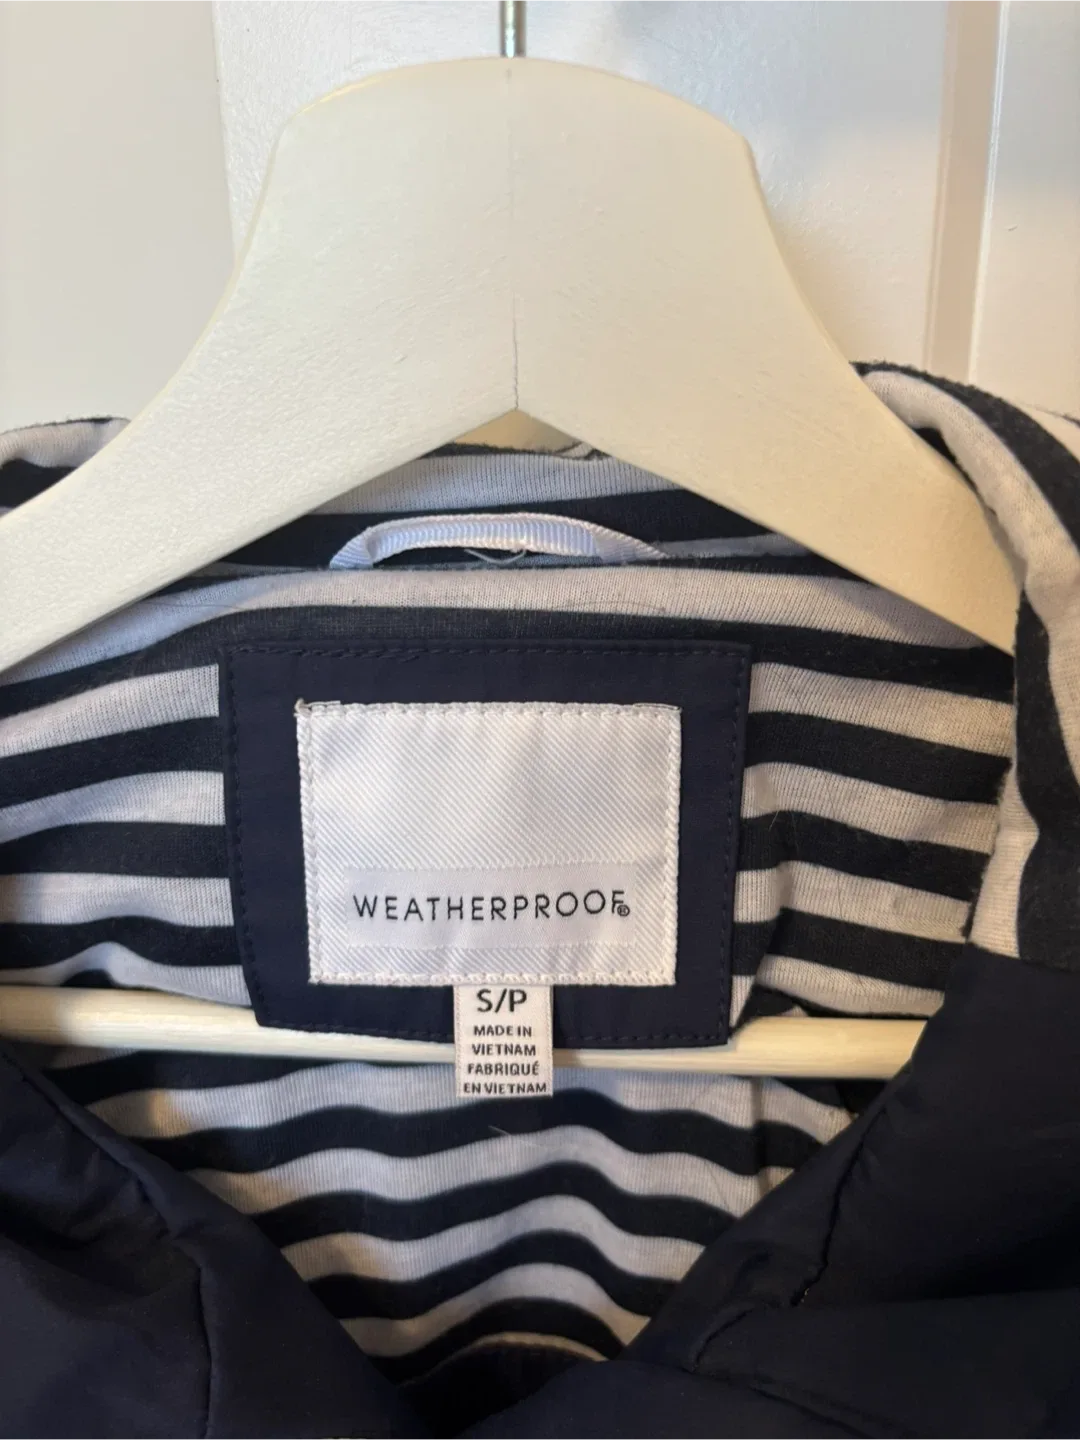 WEATHERPROOF®
S/P
MADE IN
VIETNAM
FABRIQUÉ
EN VIETNAM